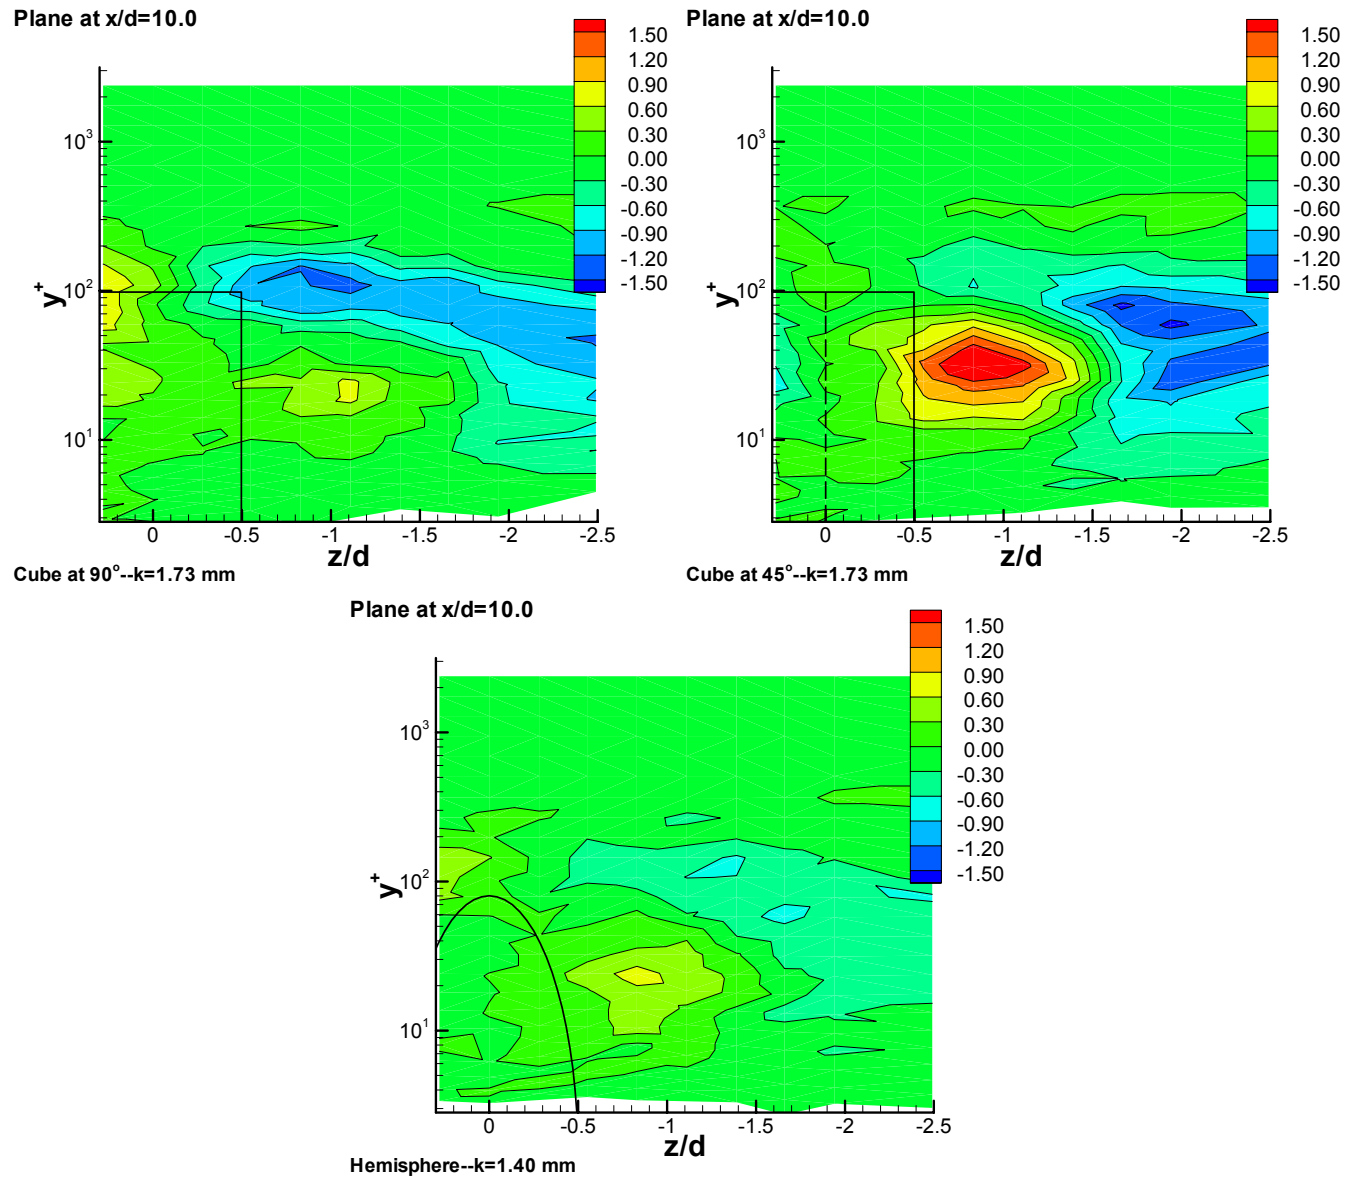 Plane at x/d=10.0
1.50
1.20
0.90
0.60
0.30
0.00
-0.30
-0.60
-0.90
-1.20
-1.50
y+
10³
10²
10¹
0 -0.5 -1 -1.5 -2 -2.5
z/d
Cube at 90°--k=1.73 mm
Plane at x/d=10.0
1.50
1.20
0.90
0.60
0.30
0.00
-0.30
-0.60
-0.90
-1.20
-1.50
y+
10³
10²
10¹
0 -0.5 -1 -1.5 -2 -2.5
z/d
Cube at 45°--k=1.73 mm
Plane at x/d=10.0
1.50
1.20
0.90
0.60
0.30
0.00
-0.30
-0.60
-0.90
-1.20
-1.50
y+
10³
10²
10¹
0 -0.5 -1 -1.5 -2 -2.5
z/d
Hemisphere--k=1.40 mm